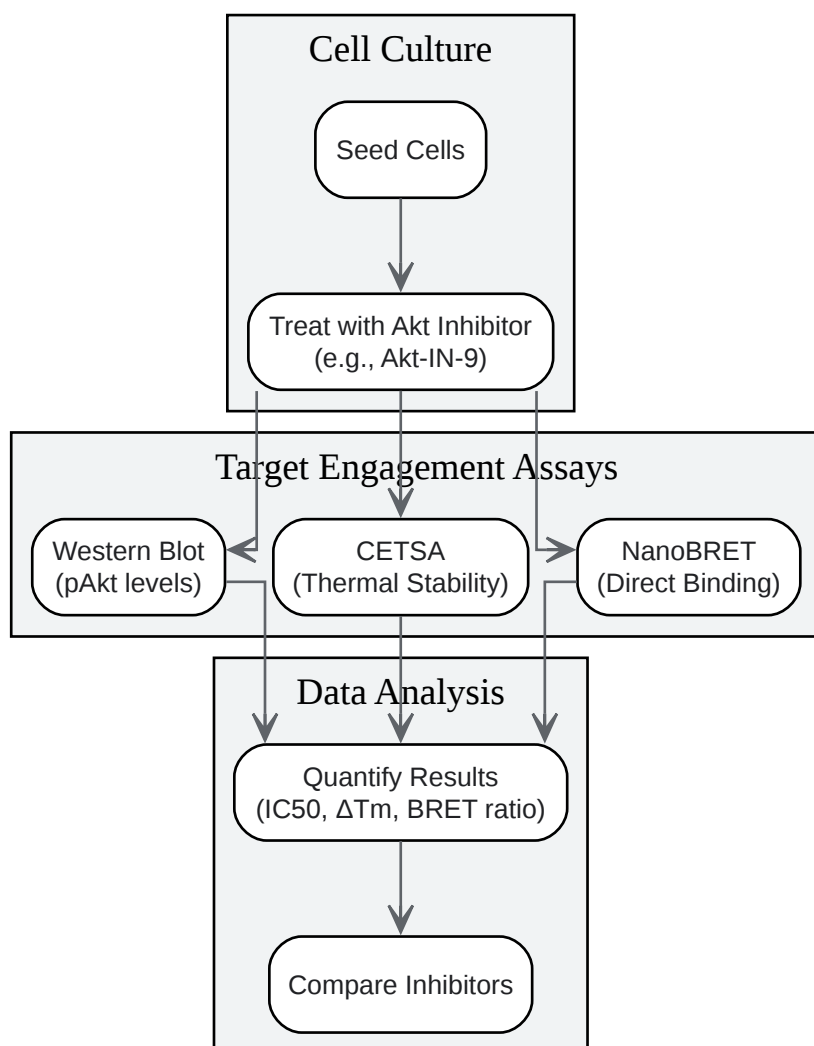 Cell Culture
Seed Cells
Treat with Akt Inhibitor
(e.g., Akt-IN-9)
Target Engagement Assays
Western Blot
(pAkt levels)
CETSA
(Thermal Stability)
NanoBRET
(Direct Binding)
Data Analysis
Quantify Results
(IC50, ΔTm, BRET ratio)
Compare Inhibitors